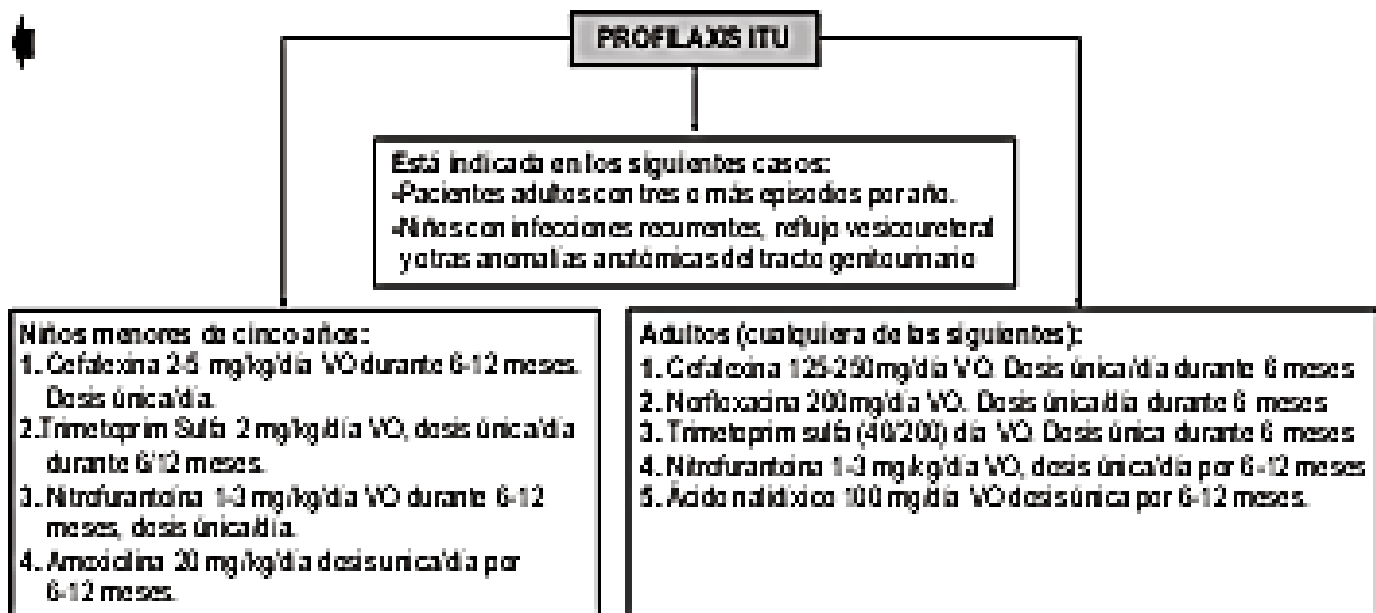 PROFILAXIS ITU
Está indicada en los siguientes casos:
-Pacientes adultos con tres o más episodios por año.
-Niños con infecciones recurrentes, reflujo vesicoureteral
y otras anomalías anatómicas del tracto genitourinario
Niños menores de cinco años:
1. Cefalexina 2-5 mg/kg/día VO durante 6-12 meses.
Dosis única/día.
2.Trimetoprim Sulfa 2 mg/kg/día VO, dosis única/día
durante 6/12 meses.
3. Nitrofurantoína 1-3 mg/kg/día VO durante 6-12
meses, dosis única/día.
4. Amoxiclina 20 mg/kg/día dosis unica/día por
6-12 meses.
Adultos (cualquiera de las siguientes):
1. Cefalexina 125-250mg/día VO. Dosis única/día durante 6 meses
2. Norfloxacina 200mg/día VO. Dosis única/día durante 6 meses
3. Trimetoprim sulfa (40/200) día VO. Dosis única durante 6 meses
4. Nitrofurantoina 1-3 mg/kg/día VO, dosis única/día por 6-12 meses
5. Ácido nalidíxico 100 mg/día VO dosis única por 6-12 meses.